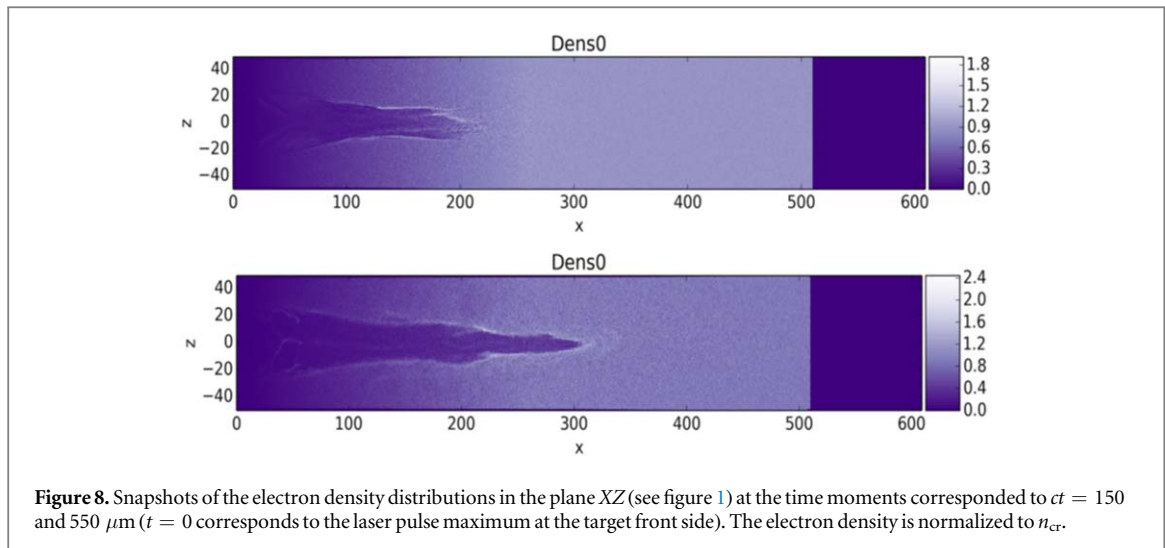 Dens0
40
20
0
−20
−40
z
0 100 200 300 400 500 600
x
1.8
1.5
1.2
0.9
0.6
0.3
0.0
Dens0
40
20
0
−20
−40
z
0 100 200 300 400 500 600
x
2.4
2.0
1.6
1.2
0.8
0.4
0.0
Figure 8. Snapshots of the electron density distributions in the plane XZ (see figure 1) at the time moments corresponded to ct = 150
and 550 μm (t = 0 corresponds to the laser pulse maximum at the target front side). The electron density is normalized to n_cr.